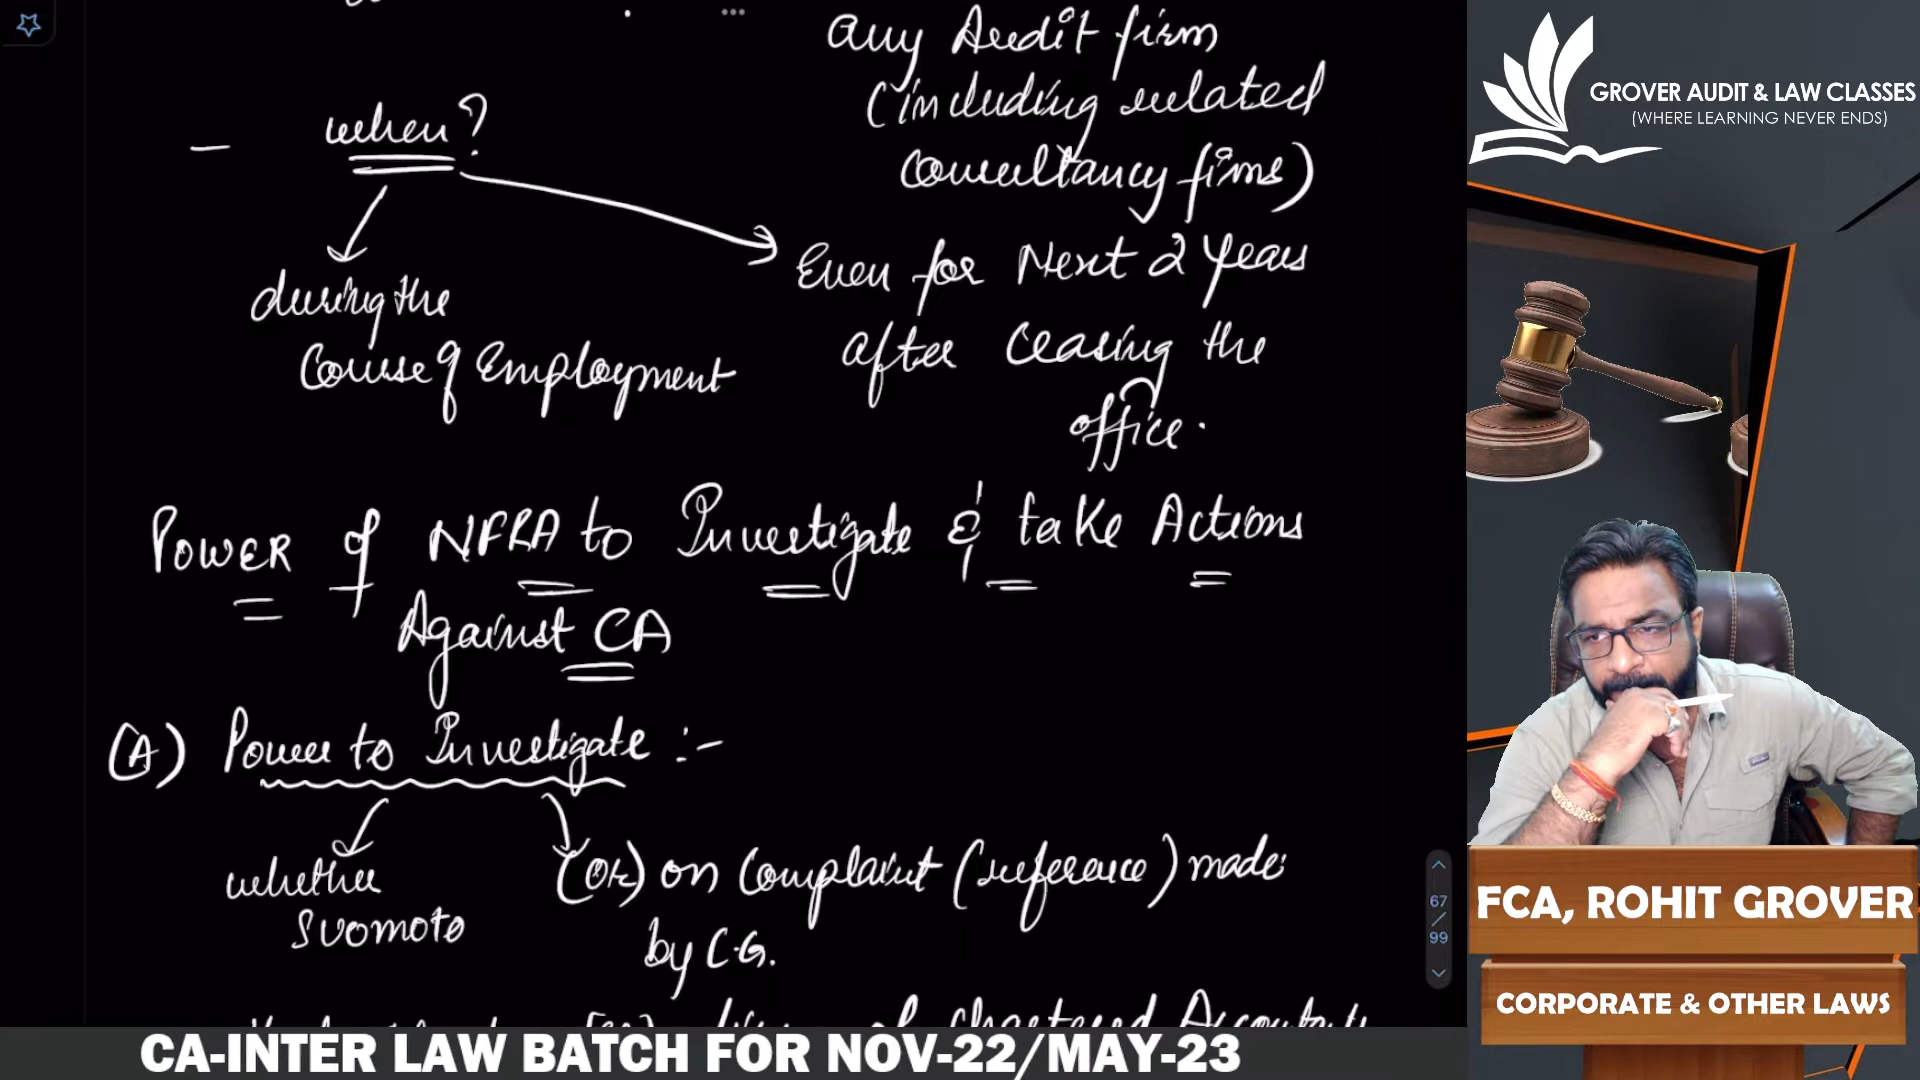 any Audit firm
(including related
Consultancy firms)
– when?
during the
Course of Employment
Even for Next 2 Years
after Ceasing the
office.
Power of NFRA to Investigate & take Actions
Against CA
(A) Power to Investigate :-
whether
Suomoto
(OR) on Complaint (reference) made
by C.G.
chartered Accountants
67
/
99
GROVER AUDIT & LAW CLASSES
(WHERE LEARNING NEVER ENDS)
FCA, ROHIT GROVER
CORPORATE & OTHER LAWS
CA-INTER LAW BATCH FOR NOV-22/MAY-23